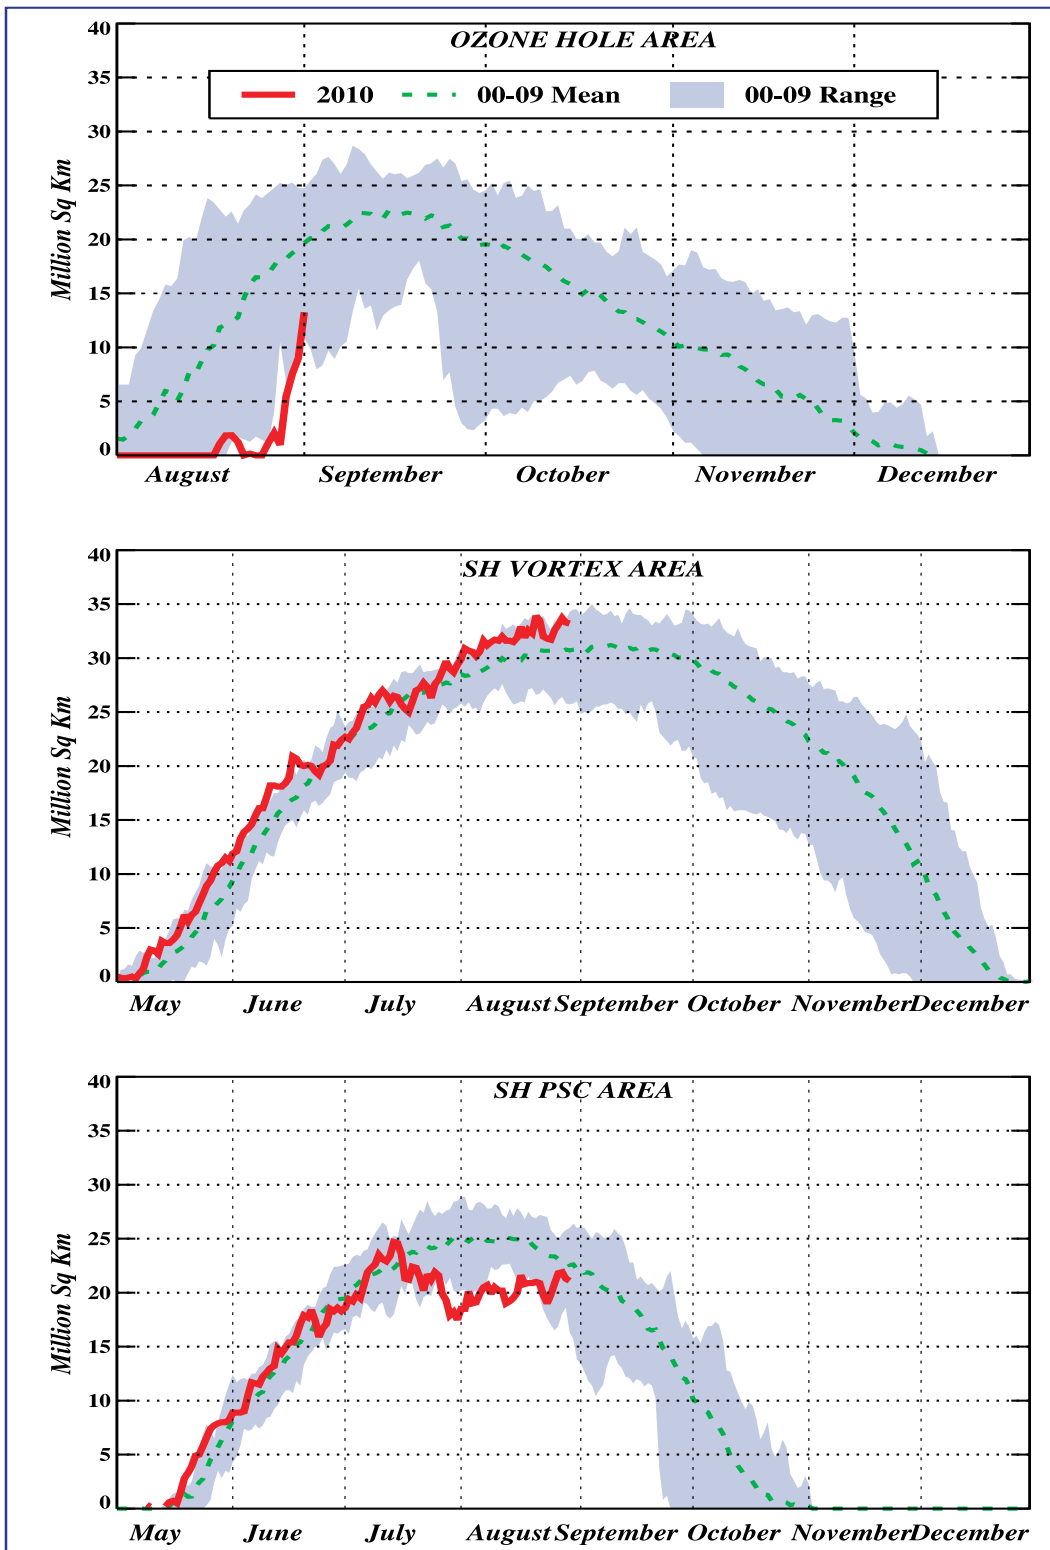 OZONE HOLE AREA
2010 00-09 Mean 00-09 Range
Million Sq Km
40
35
30
25
20
15
10
5
0
August September October November December
SH VORTEX AREA
Million Sq Km
40
35
30
25
20
15
10
5
0
May June July August September October November December
SH PSC AREA
Million Sq Km
40
35
30
25
20
15
10
5
0
May June July August September October November December